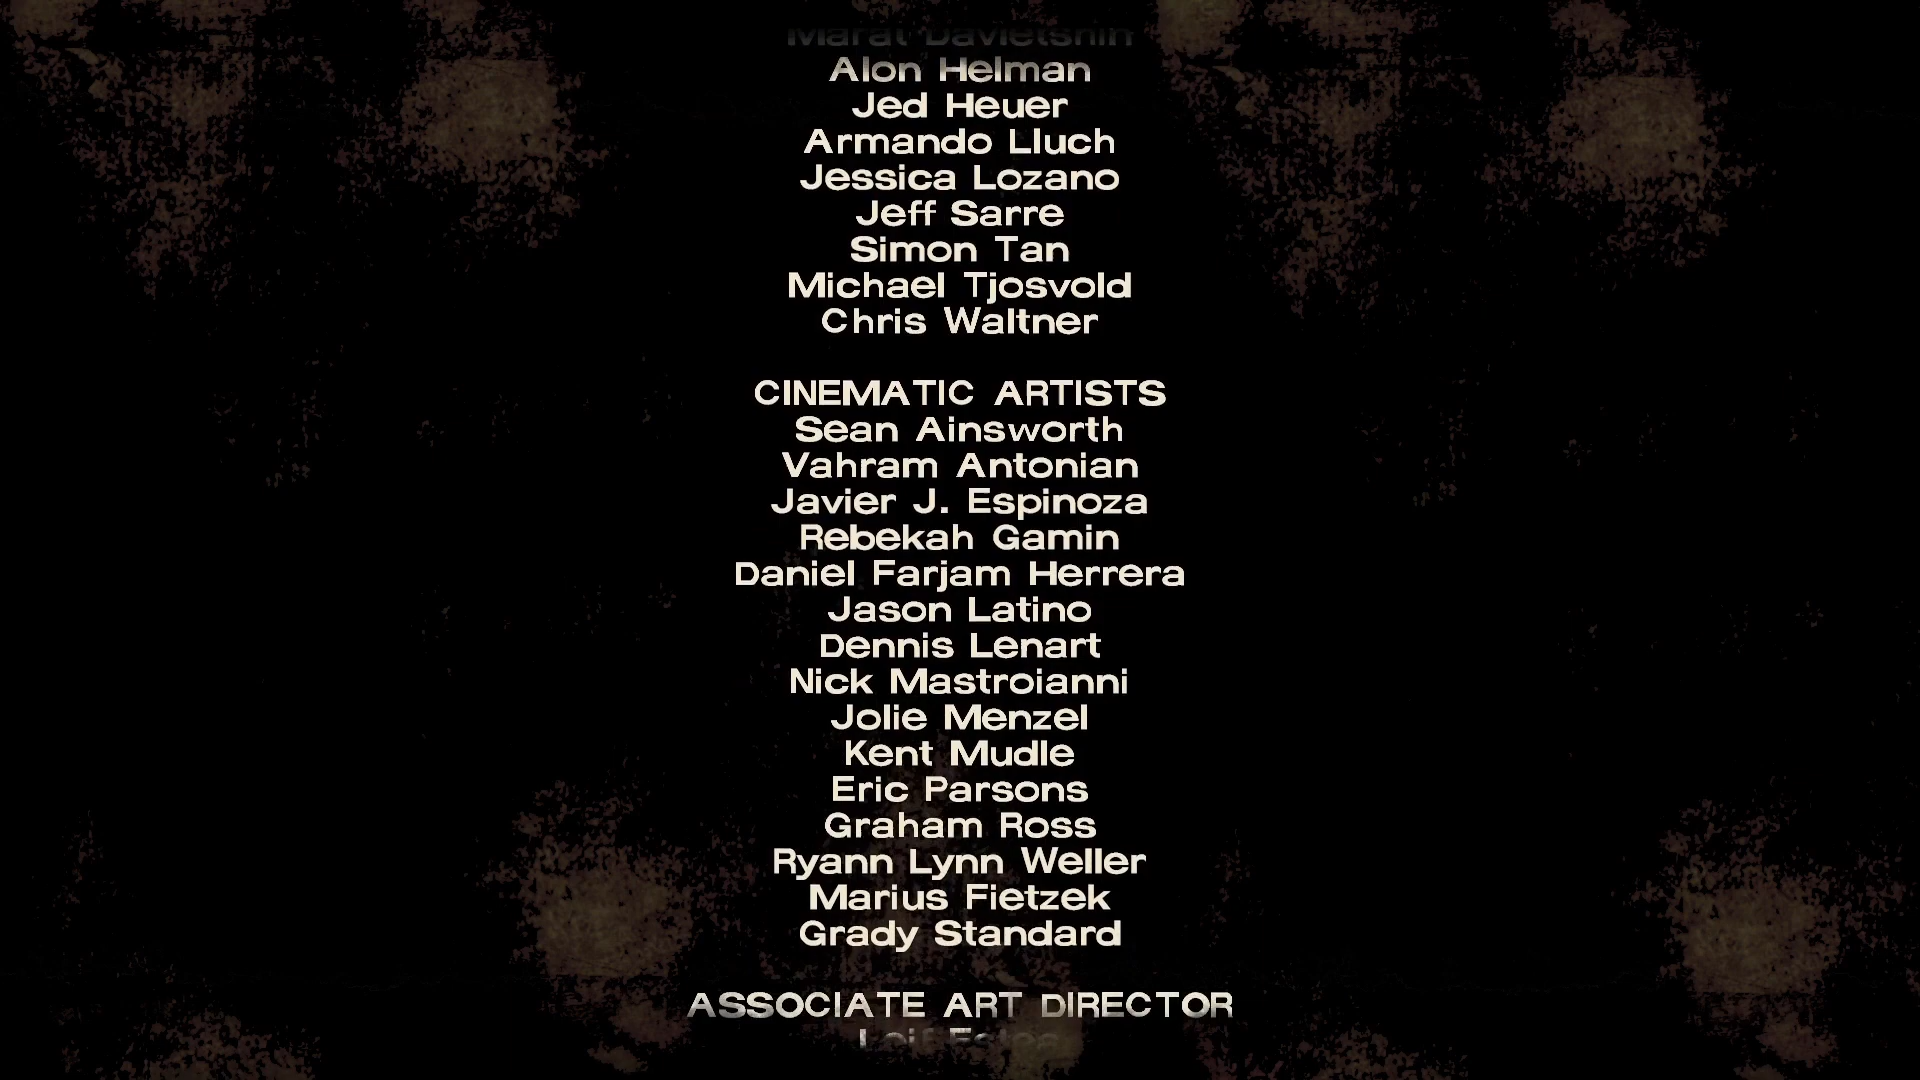 Marat Davletshin
Alon Helman
Jed Heuer
Armando Lluch
Jessica Lozano
Jeff Sarre
Simon Tan
Michael Tjosvold
Chris Waltner
CINEMATIC ARTISTS
Sean Ainsworth
Vahram Antonian
Javier J. Espinoza
Rebekah Gamin
Daniel Farjam Herrera
Jason Latino
Dennis Lenart
Nick Mastroianni
Jolie Menzel
Kent Mudle
Eric Parsons
Graham Ross
Ryann Lynn Weller
Marius Fietzek
Grady Standard
ASSOCIATE ART DIRECTOR